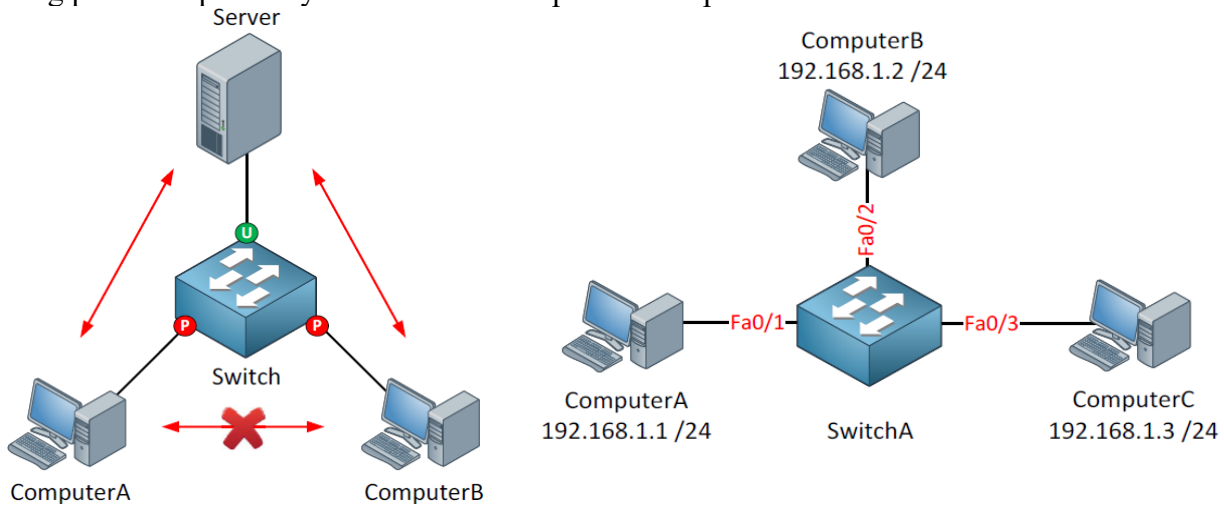 Server
U
P
P
Switch
ComputerA
ComputerB
ComputerB
192.168.1.2 /24
Fa0/2
Fa0/1
Fa0/3
ComputerA
192.168.1.1 /24
SwitchA
ComputerC
192.168.1.3 /24